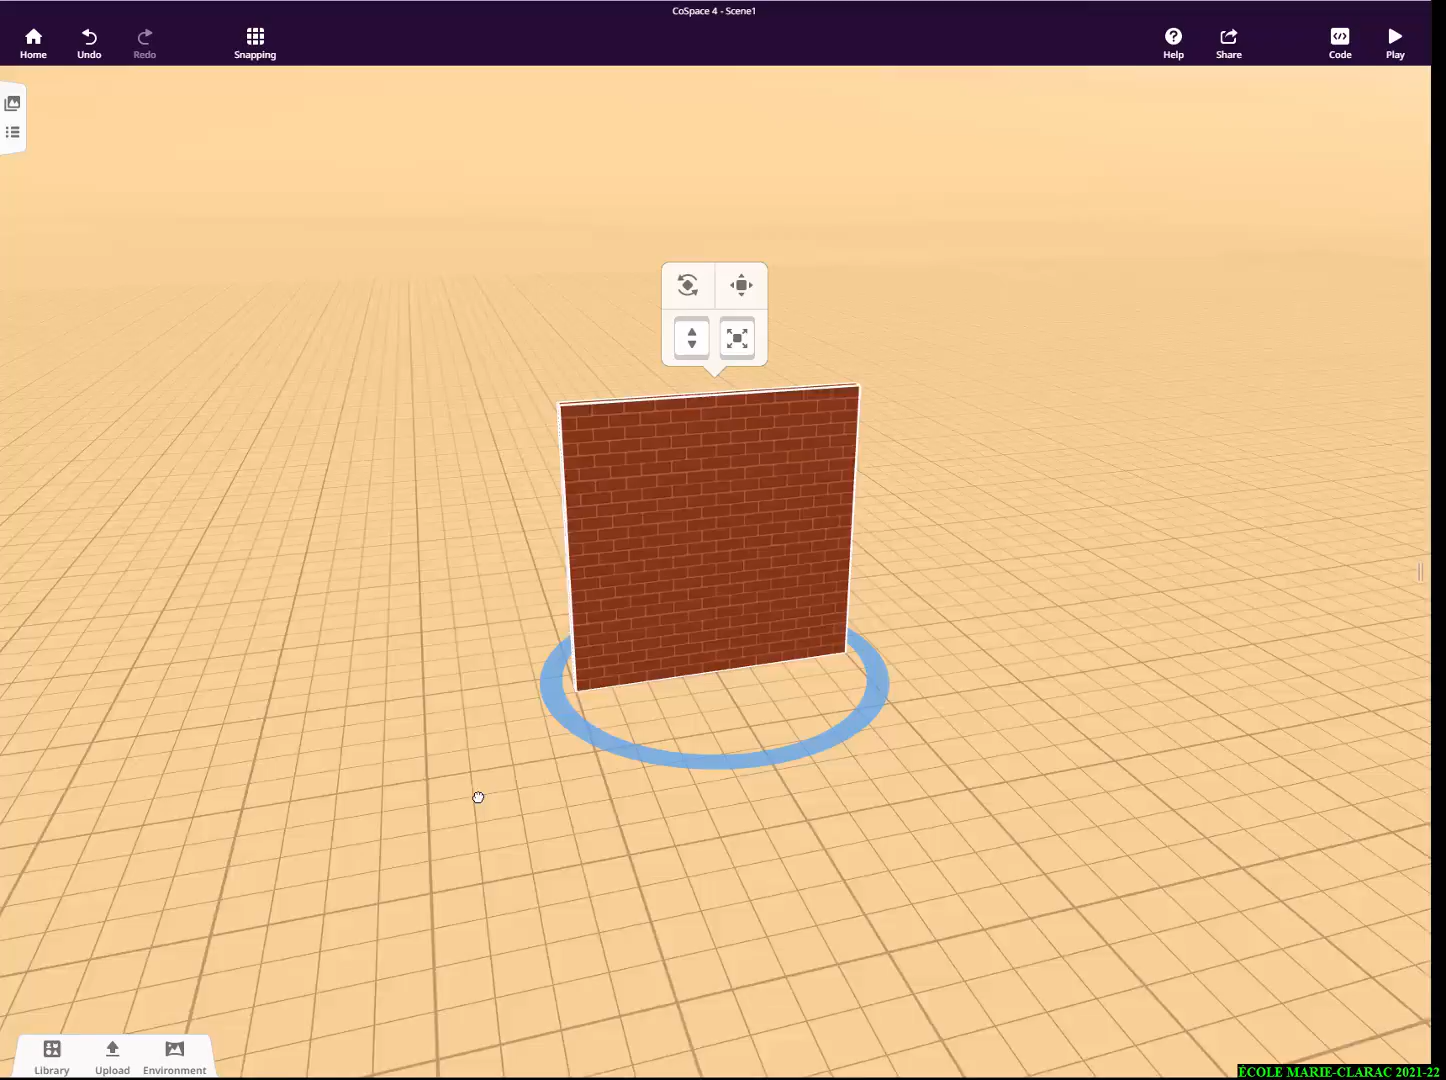 CoSpace 4 - Scene1
Home
Undo
Redo
Snapping
Help
Share
Code
Play
Library
Upload
Environment
ÉCOLE MARIE-CLARAC 2021-22